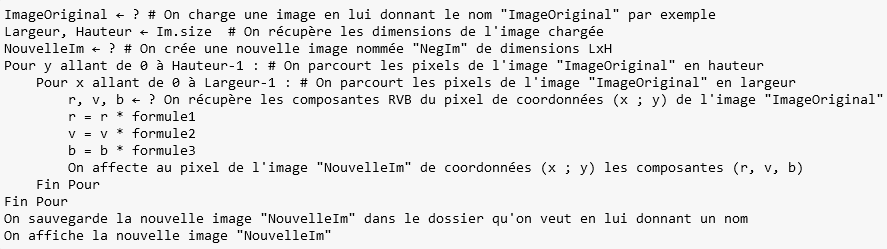 ImageOriginal ← ? # On charge une image en lui donnant le nom "ImageOriginal" par exemple
Largeur, Hauteur ← Im.size  # On récupère les dimensions de l'image chargée
NouvelleIm ← ? # On crée une nouvelle image nommée "NegIm" de dimensions LxH
Pour y allant de 0 à Hauteur-1 : # On parcourt les pixels de l'image "ImageOriginal" en hauteur
    Pour x allant de 0 à Largeur-1 : # On parcourt les pixels de l'image "ImageOriginal" en largeur
        r, v, b ← ? On récupère les composantes RVB du pixel de coordonnées (x ; y) de l'image "ImageOriginal"
        r = r * formule1
        v = v * formule2
        b = b * formule3
        On affecte au pixel de l'image "NouvelleIm" de coordonnées (x ; y) les composantes (r, v, b)
    Fin Pour
Fin Pour
On sauvegarde la nouvelle image "NouvelleIm" dans le dossier qu'on veut en lui donnant un nom
On affiche la nouvelle image "NouvelleIm"